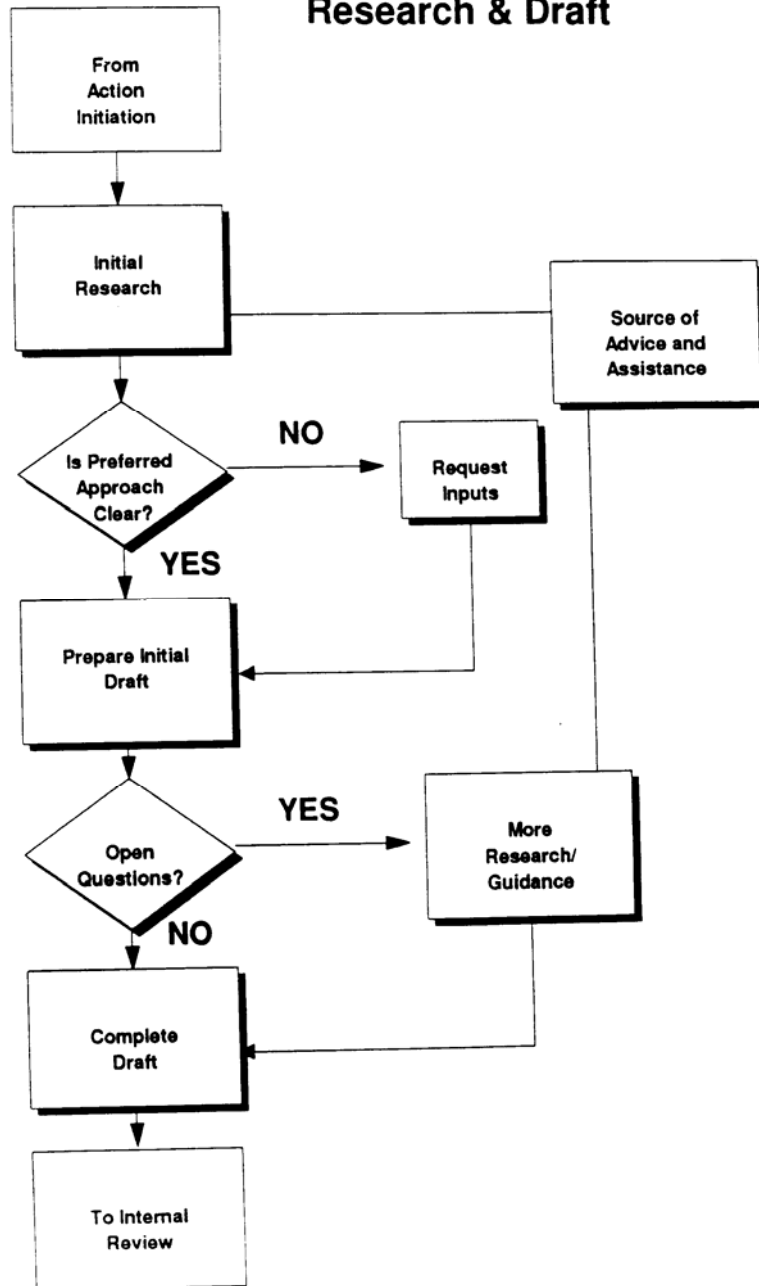 Research & Draft
From
Action
Initiation
Initial
Research
Source of
Advice and
Assistance
Is Preferred
Approach
Clear?
NO
Request
Inputs
YES
Prepare Initial
Draft
Open
Questions?
YES
More
Research/
Guidance
NO
Complete
Draft
To Internal
Review